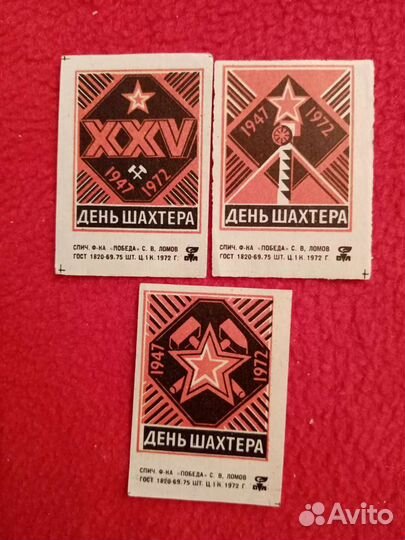 XXV
1947 1972
ДЕНЬ ШАХТЕРА
СПИЧ. Ф-КА «ПОБЕДА» С. В. ЛОМОВ
ГОСТ 1820-69. 75 ШТ. Ц. 1 К. 1972 Г.
1947 1972
ДЕНЬ ШАХТЕРА
СПИЧ. Ф-КА «ПОБЕДА» С. В. ЛОМОВ
ГОСТ 1820-69. 75 ШТ. Ц. 1 К. 1972 Г.
1947 1972
ДЕНЬ ШАХТЕРА
СПИЧ. Ф-КА «ПОБЕДА» С. В. ЛОМОВ
ГОСТ 1820-69. 75 ШТ. Ц. 1 К. 1972 Г.
Avito